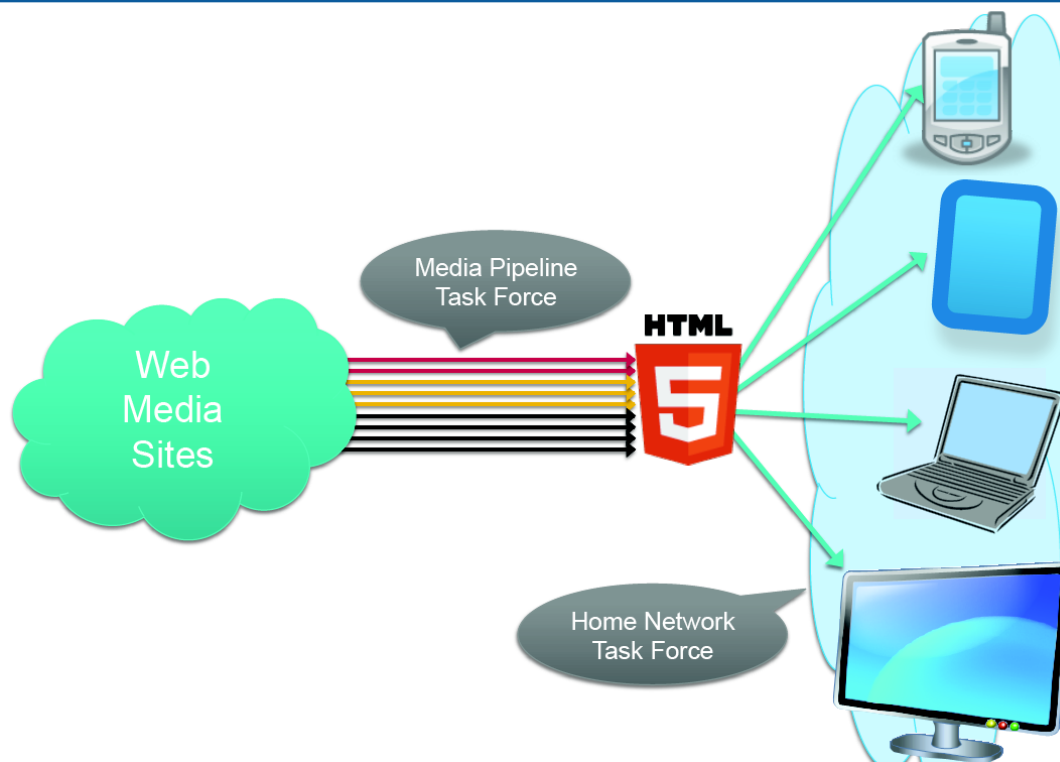 Media Pipeline
Task Force
HTML
5
Web
Media
Sites
Home Network
Task Force